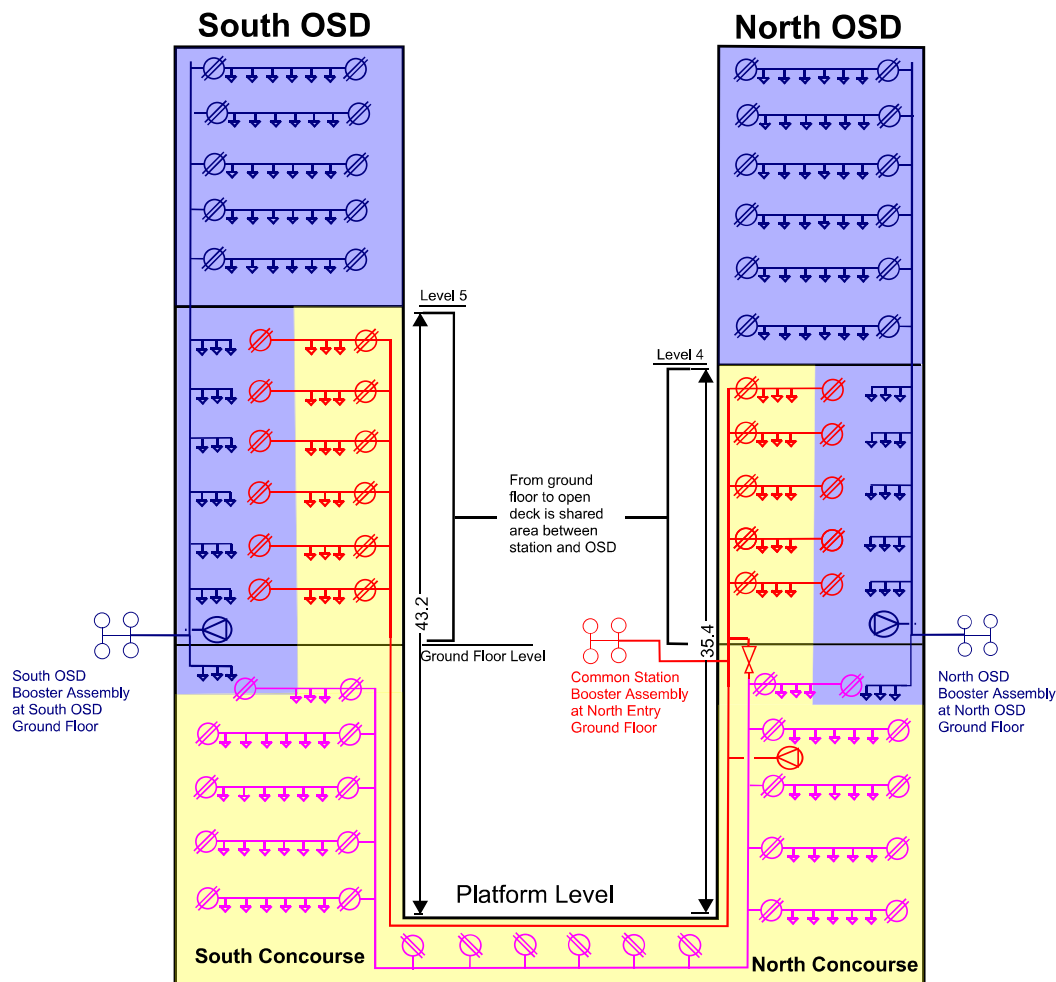 South OSD
North OSD
Level 5
Level 4
From ground
floor to open
deck is shared
area between
station and OSD
43.2
35.4
Ground Floor Level
South OSD
Booster Assembly
at South OSD
Ground Floor
Common Station
Booster Assembly
at North Entry
Ground Floor
North OSD
Booster Assembly
at North OSD
Ground Floor
Platform Level
South Concourse
North Concourse